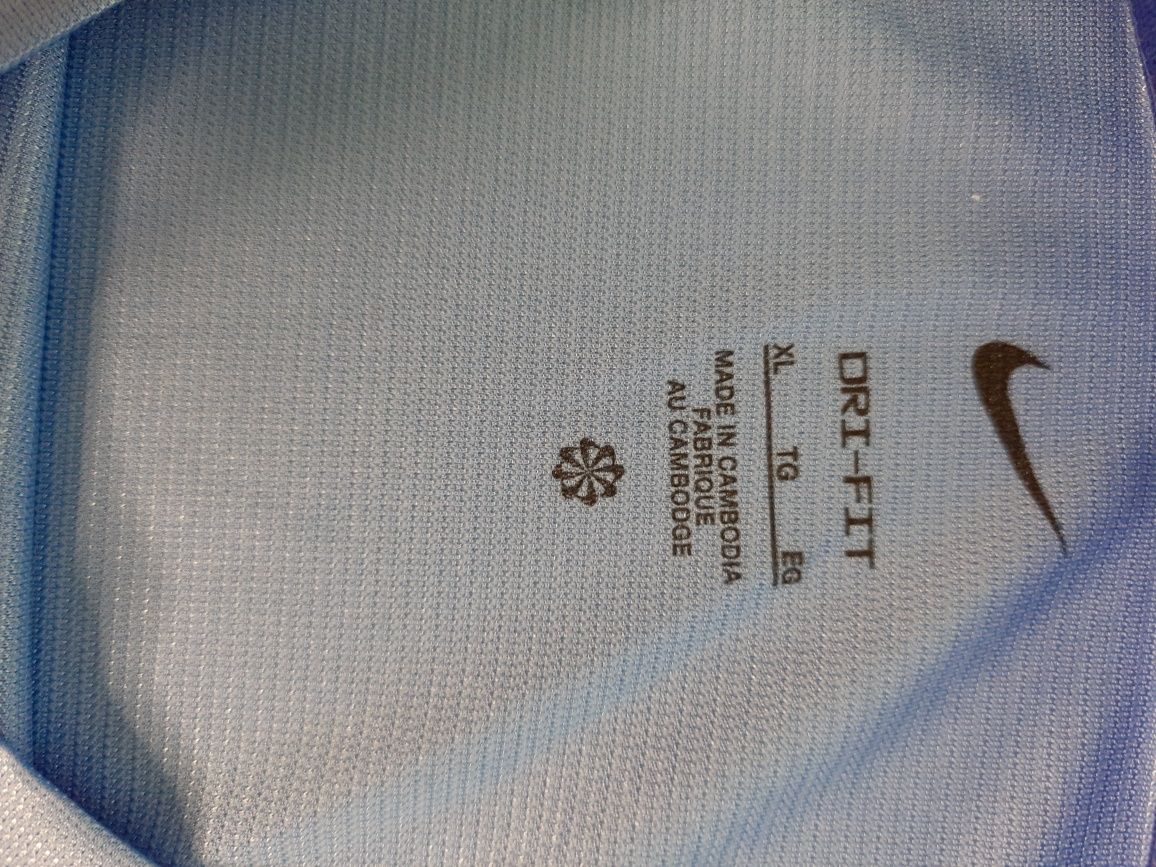 DRI-FIT
XL TG EG
MADE IN CAMBODIA
FABRIQUE
AU CAMBODGE